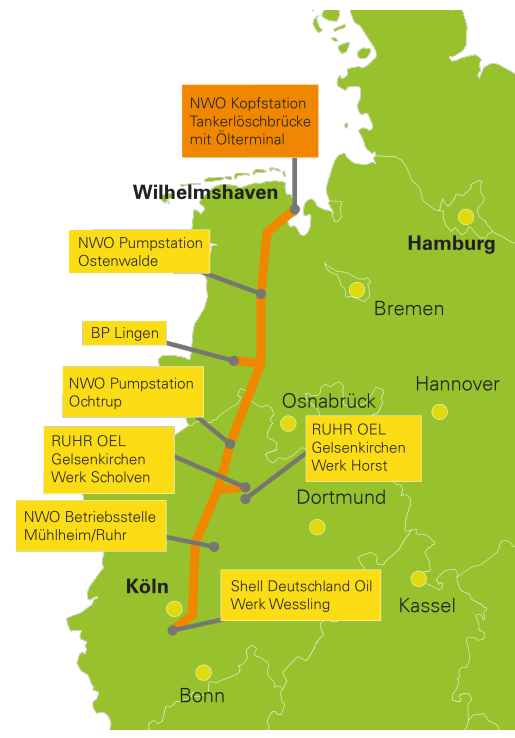 NWO Kopfstation
Tankerlöschbrücke
mit Ölterminal
Wilhelmshaven
Hamburg
NWO Pumpstation
Ostenwalde
Bremen
BP Lingen
NWO Pumpstation
Ochtrup
Hannover
Osnabrück
RUHR OEL
Gelsenkirchen
Werk Horst
RUHR OEL
Gelsenkirchen
Werk Scholven
Dortmund
NWO Betriebsstelle
Mühlheim/Ruhr
Köln
Shell Deutschland Oil
Werk Wessling
Kassel
Bonn